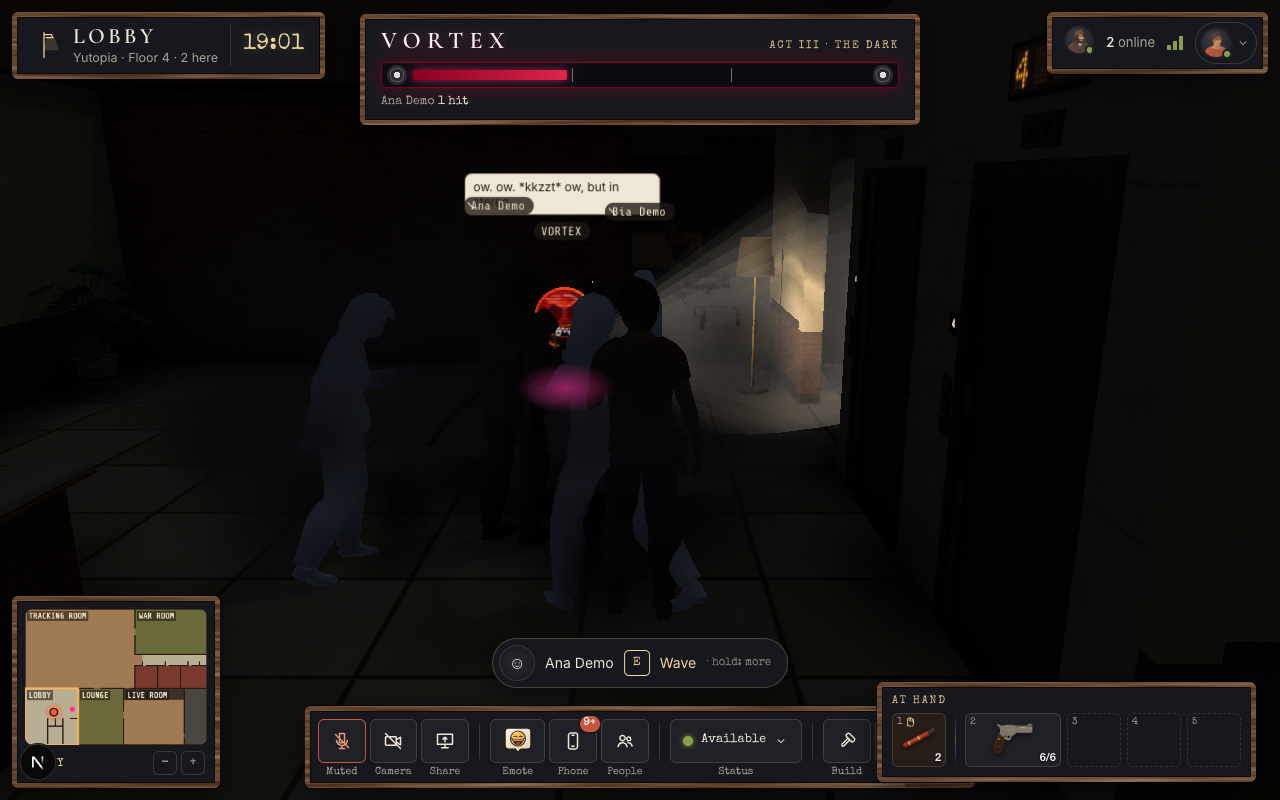 LOBBY
Yutopia · Floor 4 · 2 here
19:01
VORTEX
ACT III · THE DARK
Ana Demo 1 hit
2 online
4
ow. ow. *kkzzt* ow, but in
Ana Demo
Bia Demo
VORTEX
4
TRACKING ROOM
WAR ROOM
LOBBY
LOUNGE
LIVE ROOM
N
Y
−
+
Ana Demo
E
Wave
· hold: more
Muted
Camera
Share
Emote
9+
Phone
People
Available
Status
Build
AT HAND
1
2
2
6/6
3
4
5